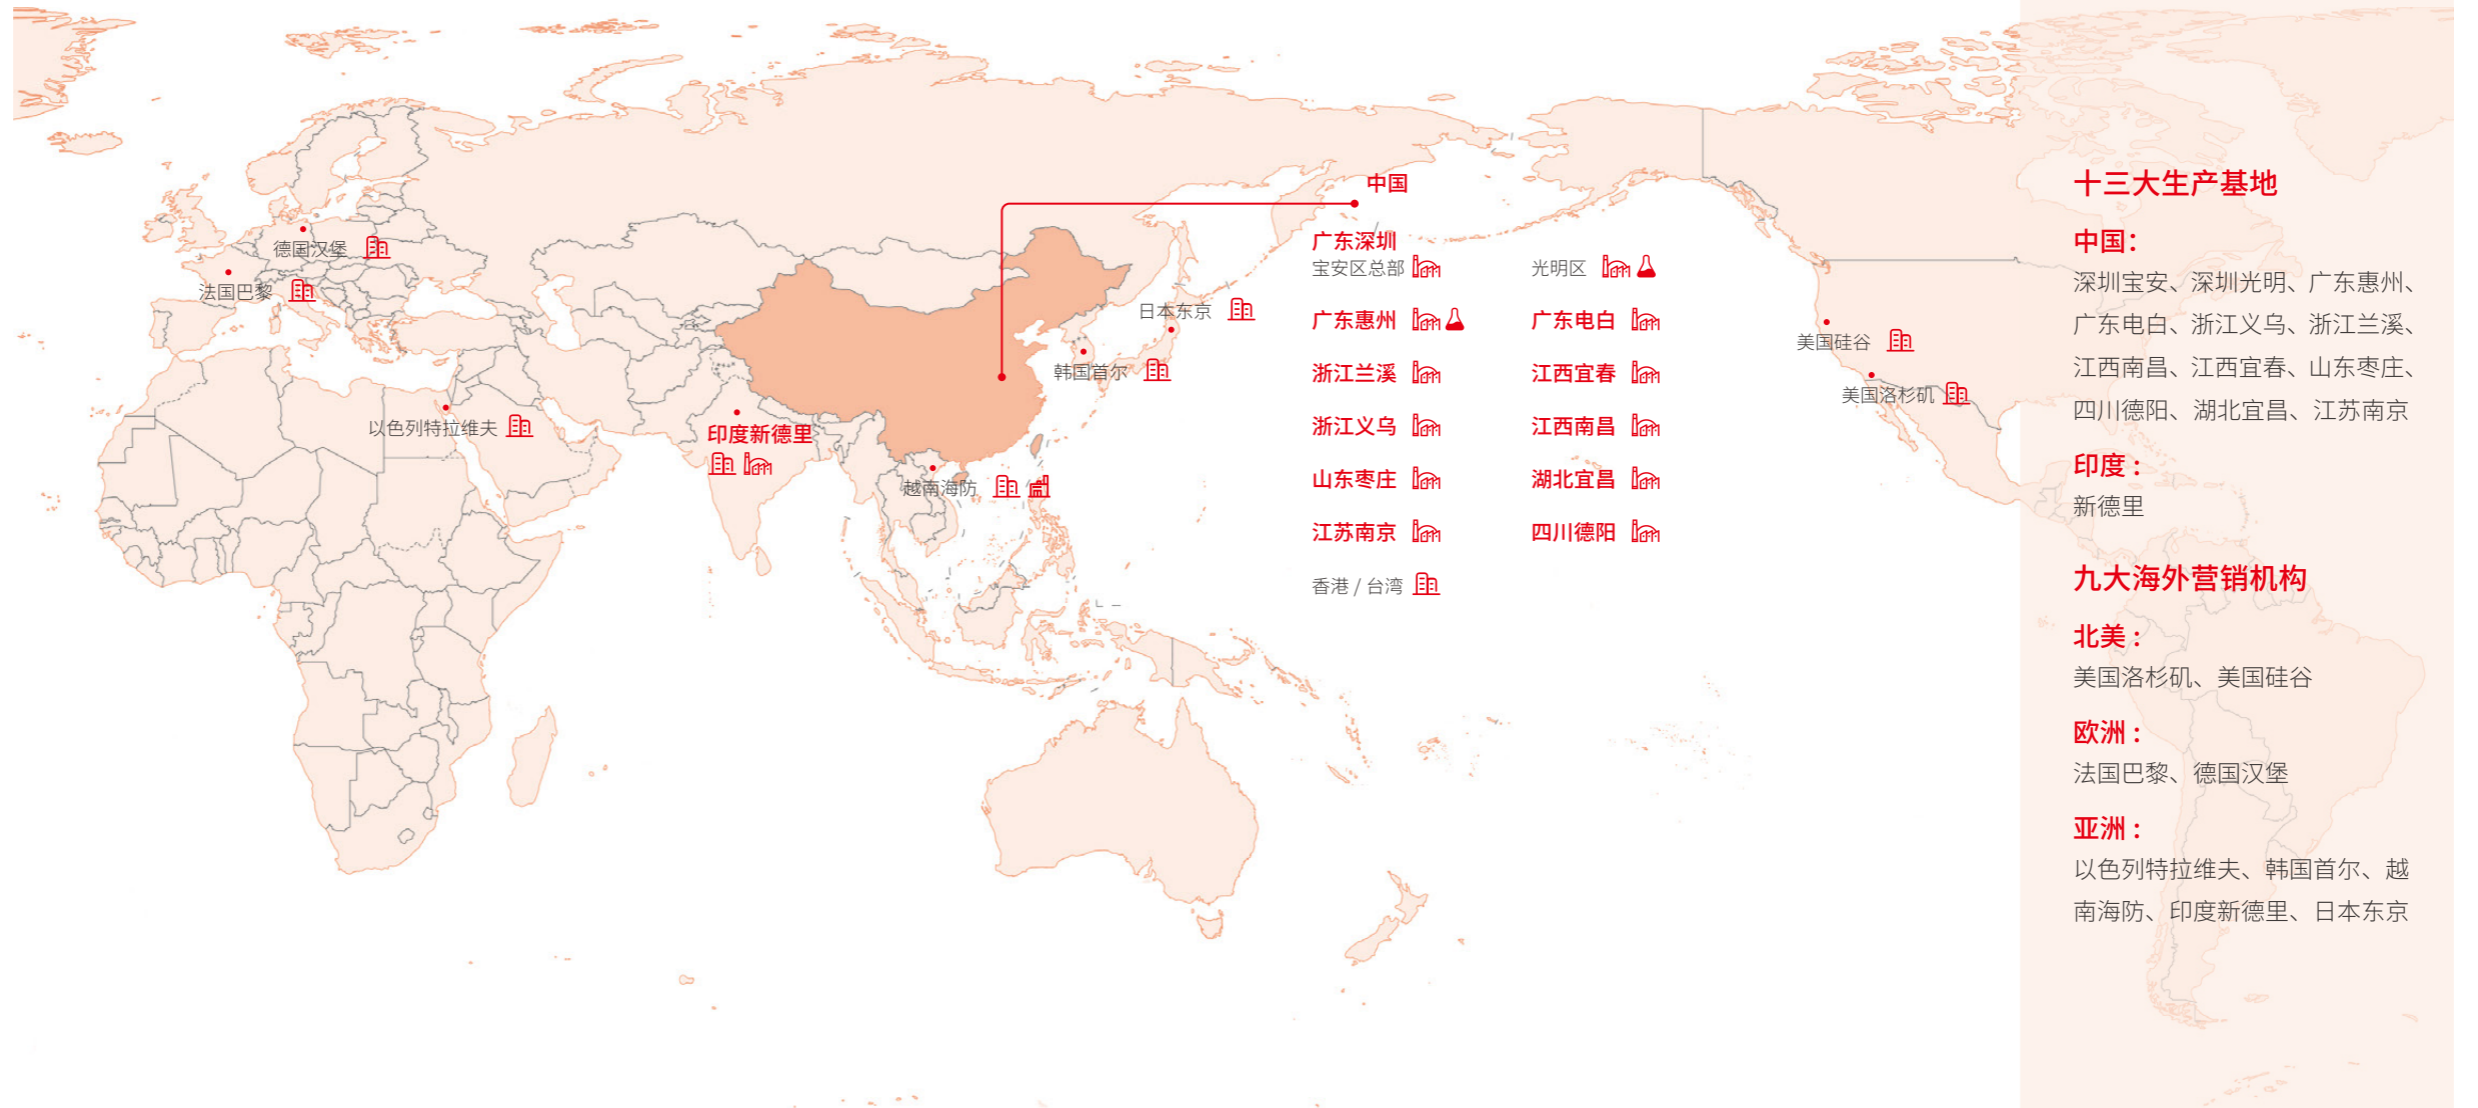 中国
广东深圳
宝安区总部
光明区
广东惠州
广东电白
浙江兰溪
江西宜春
浙江义乌
江西南昌
山东枣庄
湖北宜昌
江苏南京
四川德阳
香港 / 台湾
德国汉堡
法国巴黎
以色列特拉维夫
印度新德里
越南海防
日本东京
韩国首尔
美国硅谷
美国洛杉矶
十三大生产基地
中国：
深圳宝安、深圳光明、广东惠州、
广东电白、浙江义乌、浙江兰溪、
江西南昌、江西宜春、山东枣庄、
四川德阳、湖北宜昌、江苏南京
印度：
新德里
九大海外营销机构
北美：
美国洛杉矶、美国硅谷
欧洲：
法国巴黎、德国汉堡
亚洲：
以色列特拉维夫、韩国首尔、越
南海防、印度新德里、日本东京